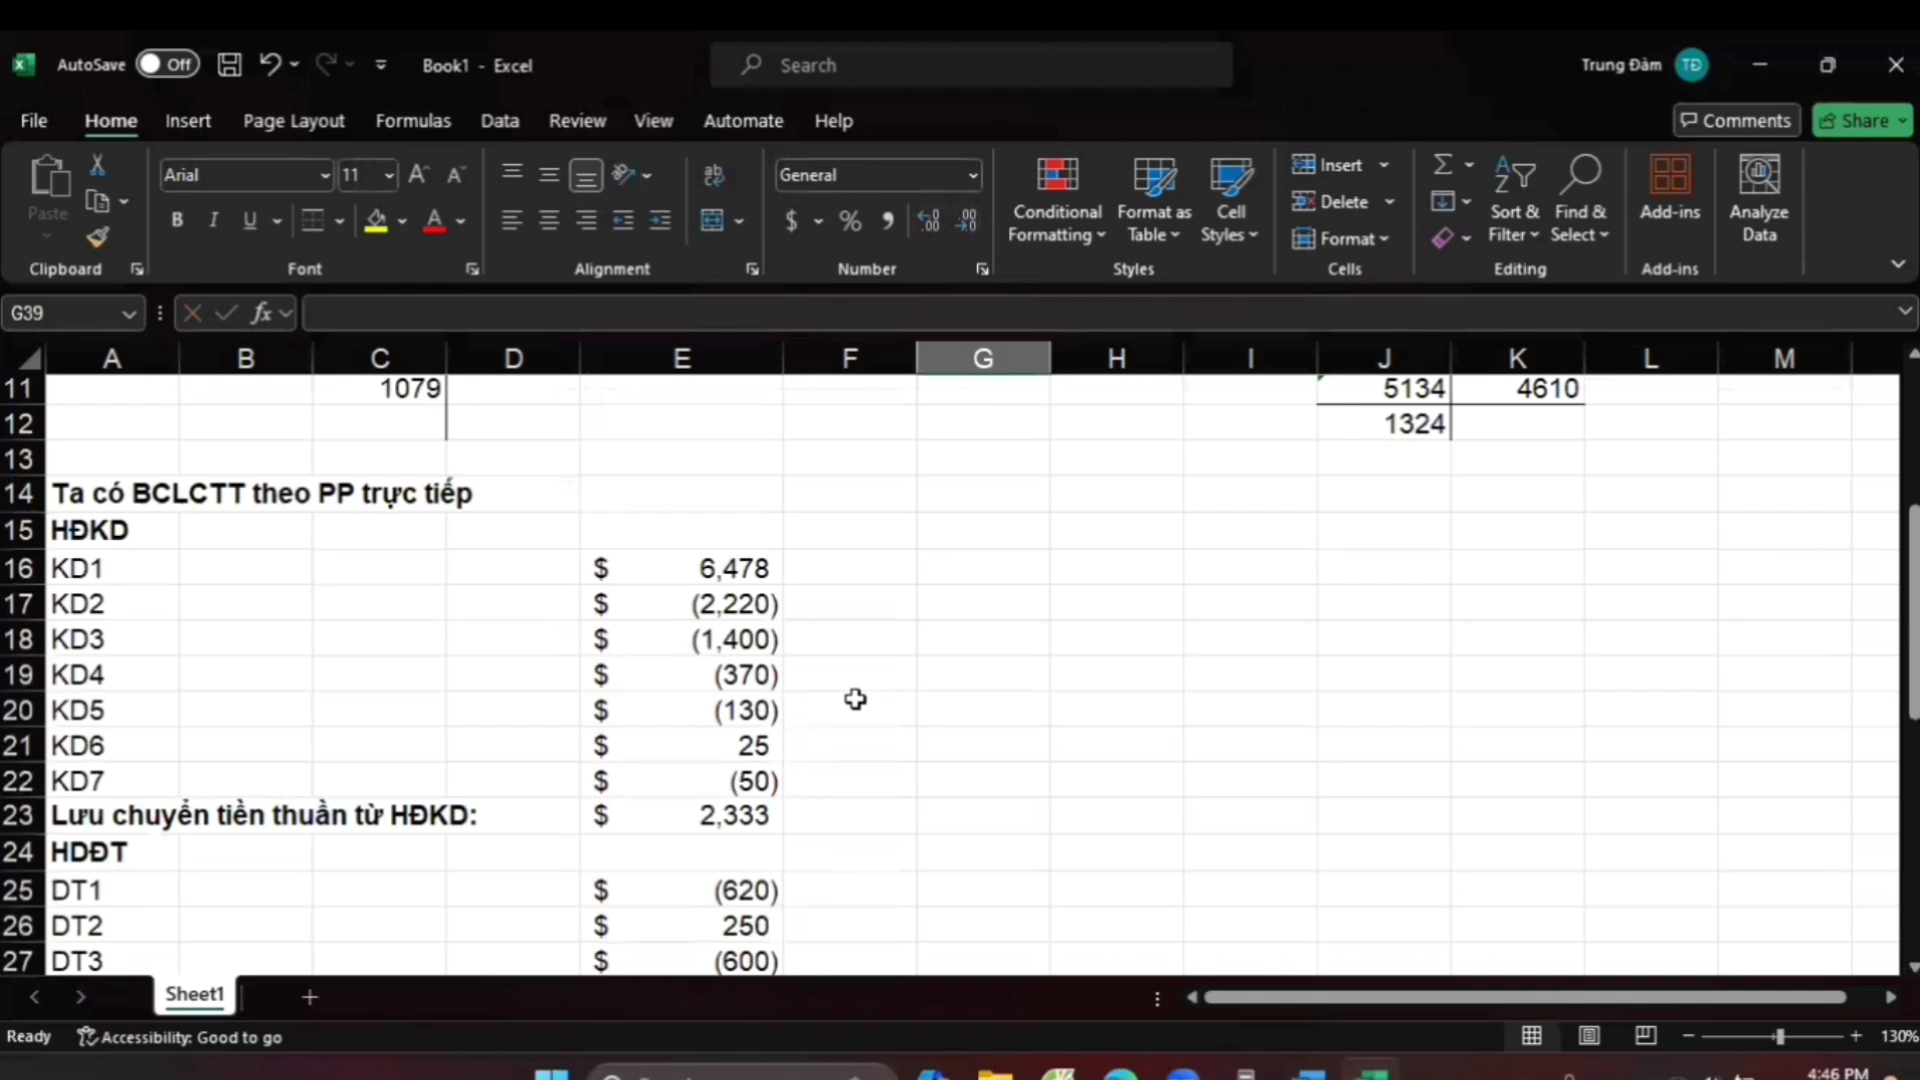 AutoSave Off Book1 - Excel Search Trung Đàm TĐ
File Home Insert Page Layout Formulas Data Review View Automate Help Comments Share
Paste Arial 11 General Conditional Formatting Format as Table Cell Styles Insert Delete Format Sort & Filter Find & Select Add-ins Analyze Data
Clipboard Font Alignment Number Styles Cells Editing Add-ins
G39 fx
A B C D E F G H I J K L M
11 1079 5134 4610
12 1324
13
14 Ta có BCLCTT theo PP trực tiếp
15 HĐKD
16 KD1 $ 6,478
17 KD2 $ (2,220)
18 KD3 $ (1,400)
19 KD4 $ (370)
20 KD5 $ (130)
21 KD6 $ 25
22 KD7 $ (50)
23 Lưu chuyển tiền thuần từ HĐKD: $ 2,333
24 HDĐT
25 DT1 $ (620)
26 DT2 $ 250
27 DT3 $ (600)
Sheet1
Ready Accessibility: Good to go 130%
4:46 PM